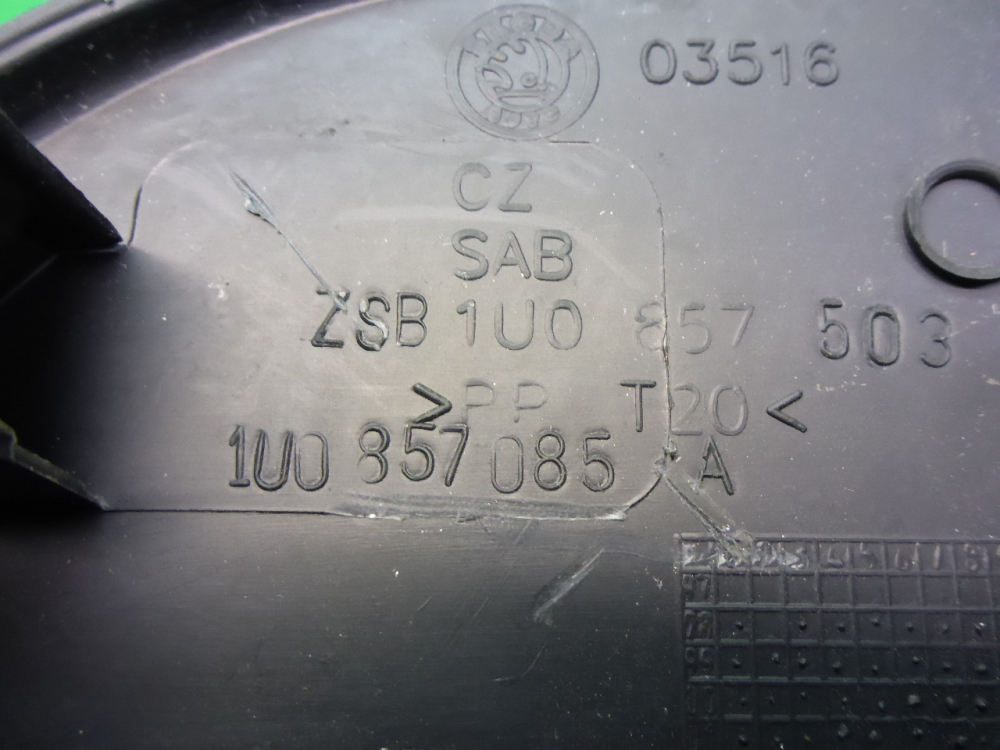 03516
CZ
SAB
ZSB 1U0 857 503
>PP T20<
1U0 857 085 A